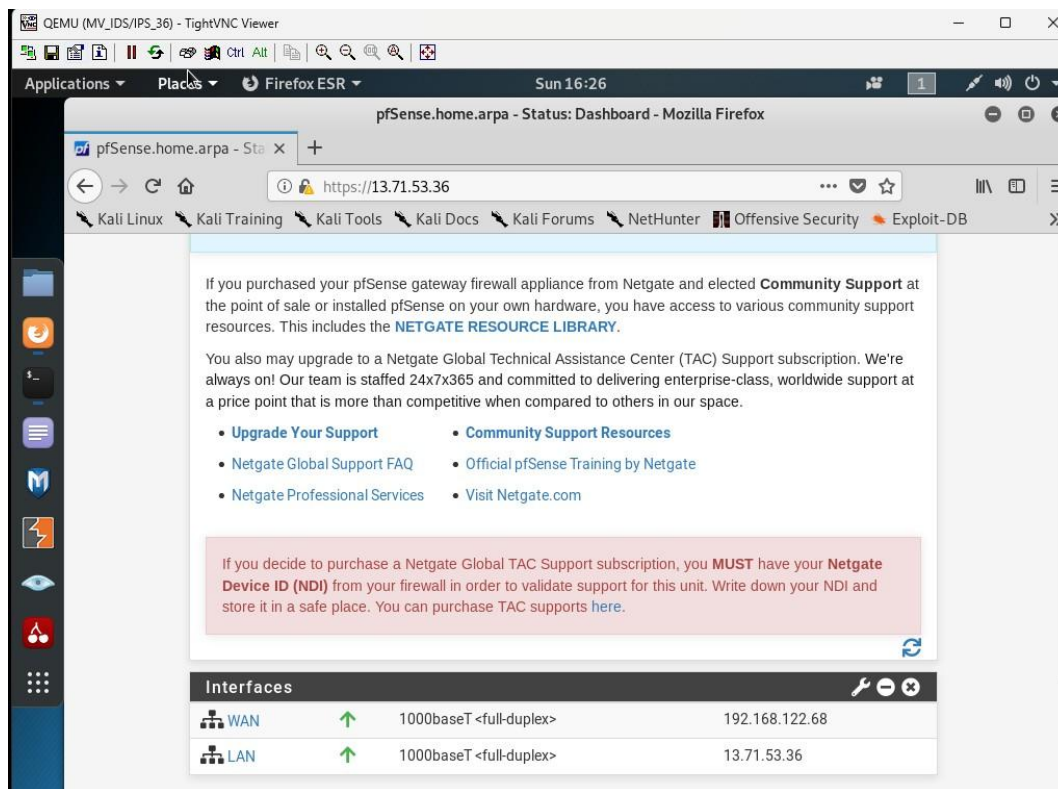 QEMU (MV_IDS/IPS_36) - TightVNC Viewer
Ctrl Alt
Applications Places Firefox ESR Sun 16:26 1
pfSense.home.arpa - Status: Dashboard - Mozilla Firefox
pfSense.home.arpa - Sta
https://13.71.53.36
Kali Linux Kali Training Kali Tools Kali Docs Kali Forums NetHunter Offensive Security Exploit-DB
If you purchased your pfSense gateway firewall appliance from Netgate and elected Community Support at
the point of sale or installed pfSense on your own hardware, you have access to various community support
resources. This includes the NETGATE RESOURCE LIBRARY.
You also may upgrade to a Netgate Global Technical Assistance Center (TAC) Support subscription. We're
always on! Our team is staffed 24x7x365 and committed to delivering enterprise-class, worldwide support at
a price point that is more than competitive when compared to others in our space.
• Upgrade Your Support • Community Support Resources
• Netgate Global Support FAQ • Official pfSense Training by Netgate
• Netgate Professional Services • Visit Netgate.com
If you decide to purchase a Netgate Global TAC Support subscription, you MUST have your Netgate
Device ID (NDI) from your firewall in order to validate support for this unit. Write down your NDI and
store it in a safe place. You can purchase TAC supports here.
Interfaces
WAN 1000baseT <full-duplex> 192.168.122.68
LAN 1000baseT <full-duplex> 13.71.53.36